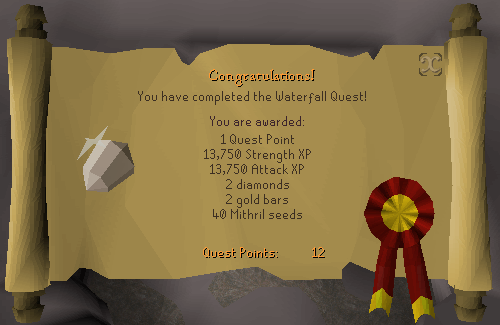 Congratulations!
You have completed the Waterfall Quest!
You are awarded:
1 Quest Point
13,750 Strength XP
13,750 Attack XP
2 diamonds
2 gold bars
40 Mithril seeds
Quest Points: 12